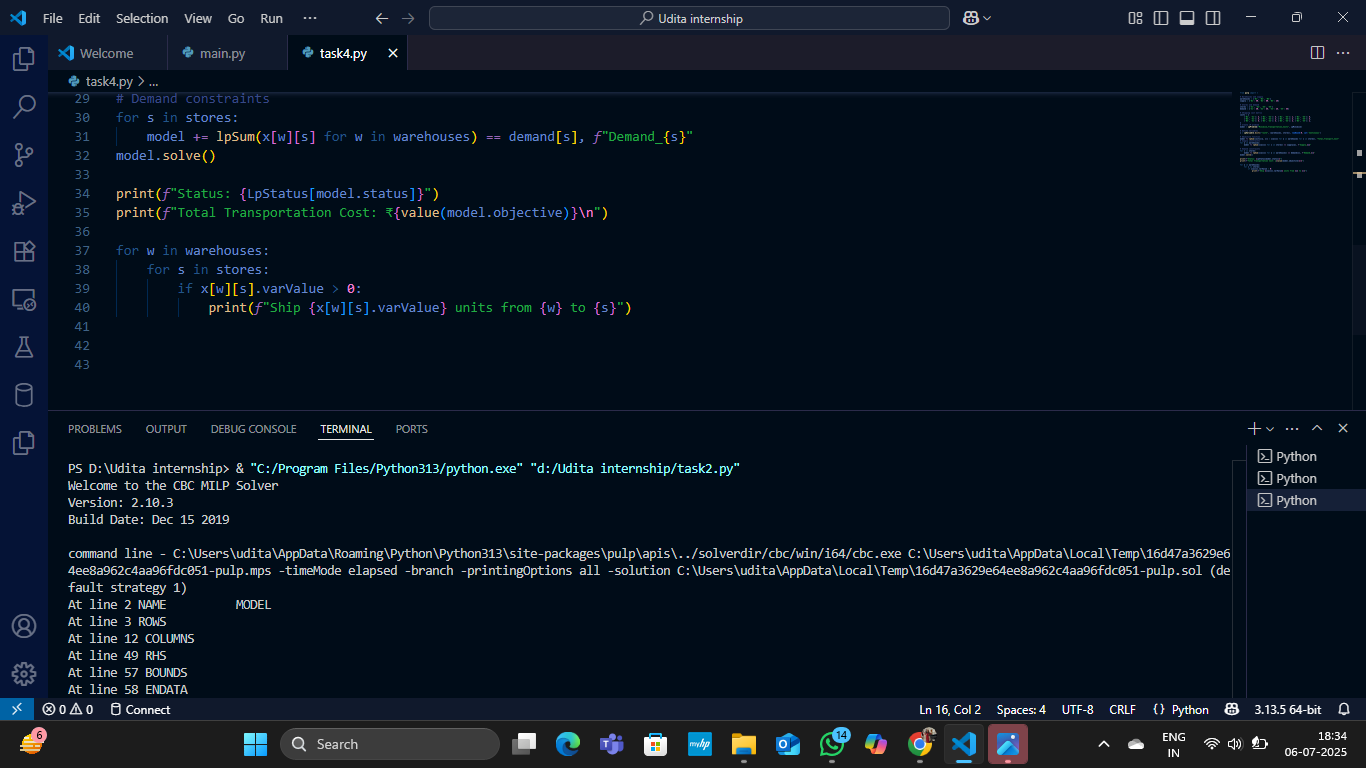 File Edit Selection View Go Run ···
Udita internship
Welcome
main.py
task4.py
task4.py > ...
29 # Demand constraints
30 for s in stores:
31 model += lpSum(x[w][s] for w in warehouses) == demand[s], f"Demand_{s}"
32 model.solve()
33
34 print(f"Status: {LpStatus[model.status]}")
35 print(f"Total Transportation Cost: ₹{value(model.objective)}\n")
36
37 for w in warehouses:
38 for s in stores:
39 if x[w][s].varValue > 0:
40 print(f"Ship {x[w][s].varValue} units from {w} to {s}")
41
42
43
PROBLEMS OUTPUT DEBUG CONSOLE TERMINAL PORTS
PS D:\Udita internship> & "C:/Program Files/Python313/python.exe" "d:/Udita internship/task2.py"
Welcome to the CBC MILP Solver
Version: 2.10.3
Build Date: Dec 15 2019
command line - C:\Users\udita\AppData\Roaming\Python\Python313\site-packages\pulp\apis\../solverdir/cbc/win/i64/cbc.exe C:\Users\udita\AppData\Local\Temp\16d47a3629e6
4ee8a962c4aa96fdc051-pulp.mps -timeMode elapsed -branch -printingOptions all -solution C:\Users\udita\AppData\Local\Temp\16d47a3629e64ee8a962c4aa96fdc051-pulp.sol (de
fault strategy 1)
At line 2 NAME MODEL
At line 3 ROWS
At line 12 COLUMNS
At line 49 RHS
At line 57 BOUNDS
At line 58 ENDATA
Python
Python
Python
0 0 Connect
Ln 16, Col 2 Spaces: 4 UTF-8 CRLF {} Python 3.13.5 64-bit
6
Search
myhp
14
ENG
IN
18:34
06-07-2025